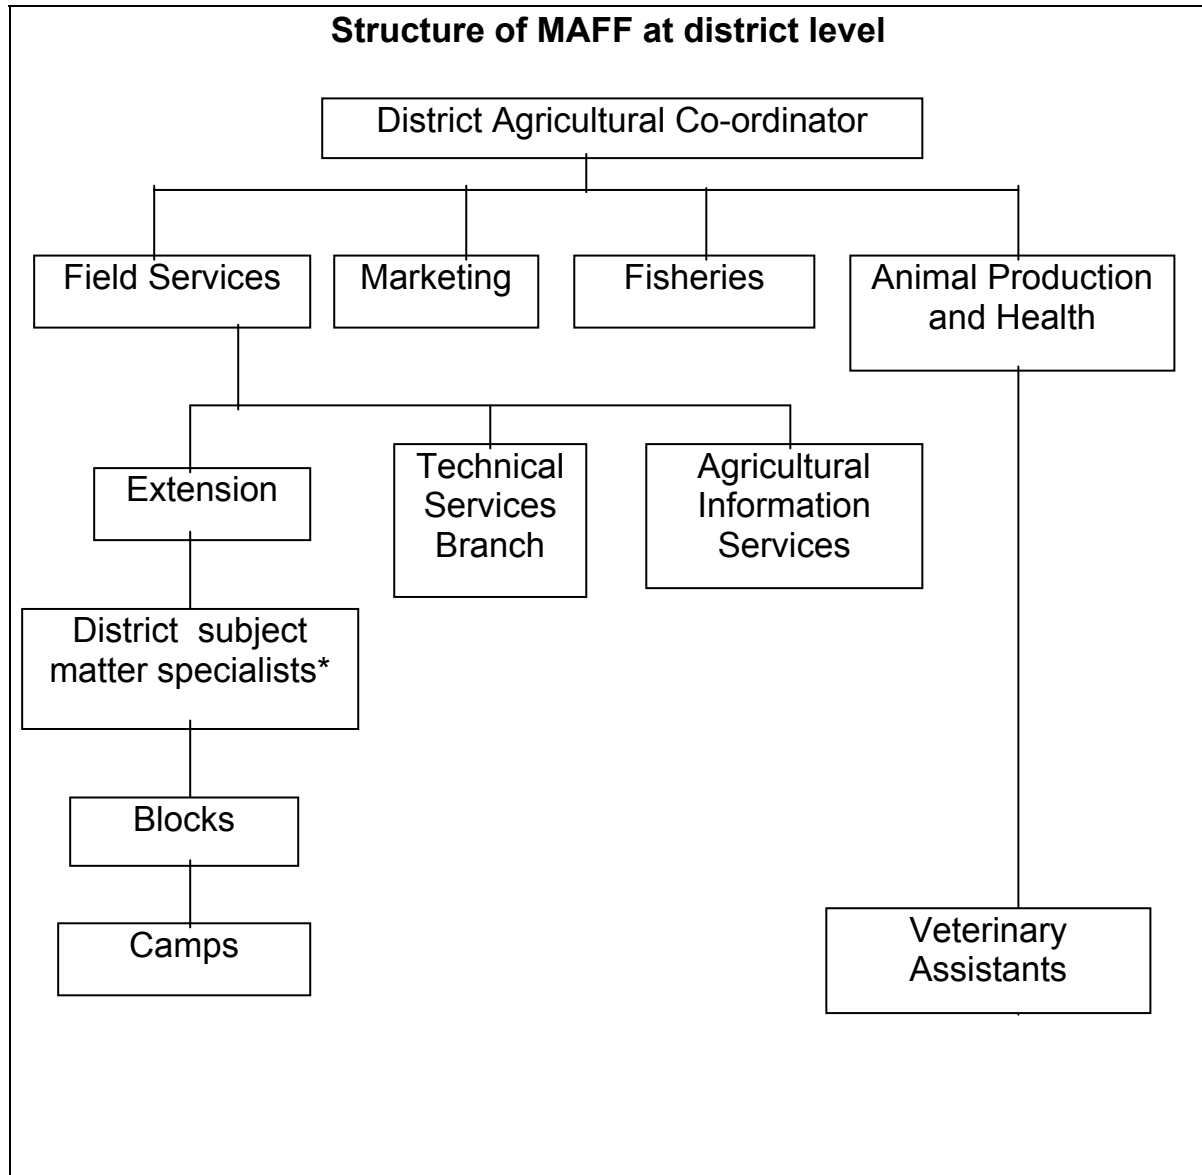 Structure of MAFF at district level
District Agricultural Co-ordinator
Field Services
Marketing
Fisheries
Animal Production
and Health
Extension
Technical
Services
Branch
Agricultural
Information
Services
District subject
matter specialists*
Blocks
Camps
Veterinary
Assistants